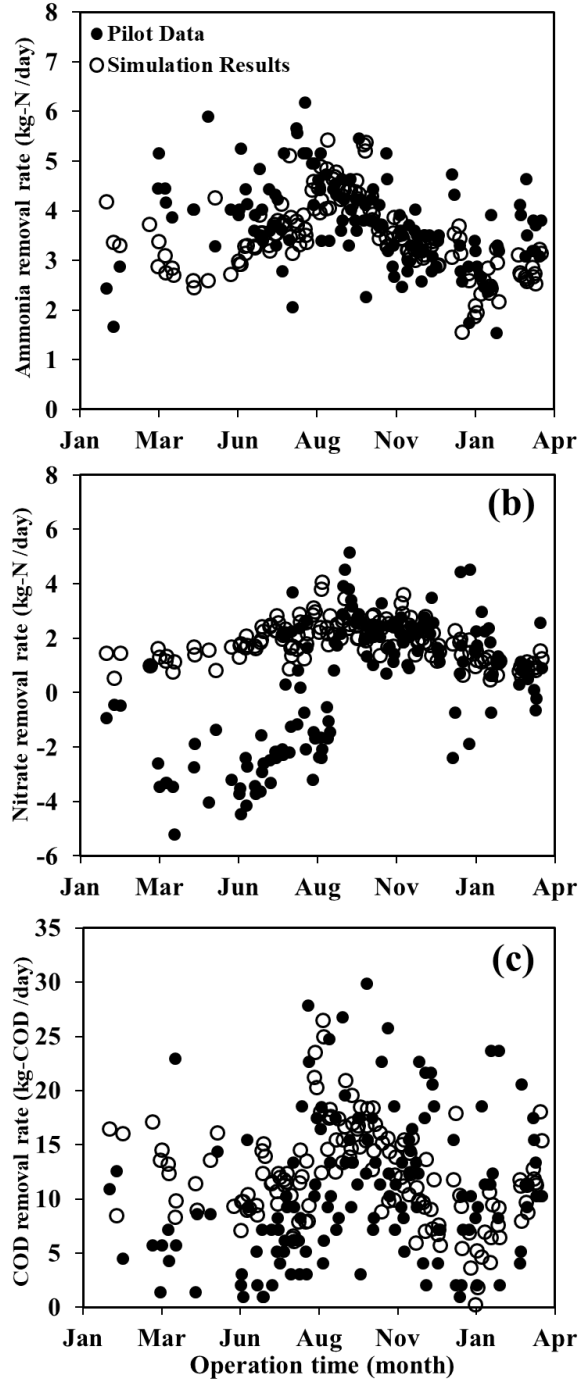 8
Pilot Data
7
Simulation Results
6
5
4
3
2
1
0
Ammonia removal rate (kg-N /day)
Jan Mar Jun Aug Nov Jan Apr
8
(b)
6
4
2
0
-2
-4
-6
Nitrate removal rate (kg-N /day)
Jan Mar Jun Aug Nov Jan Apr
35
(c)
30
25
20
15
10
5
0
COD removal rate (kg-COD /day)
Jan Mar Jun Aug Nov Jan Apr
Operation time (month)